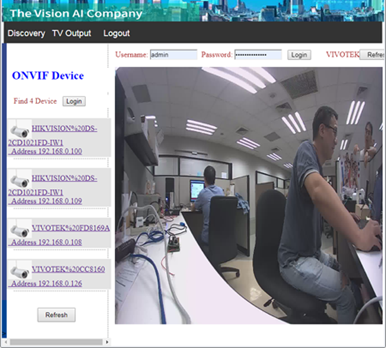 The Vision AI Company
Discovery TV Output Logout
Username: admin Password: •••••••••••••• Login VIVOTEK Refre
ONVIF Device
Find 4 Device Login
HIKVISION%20DS-
2CD1021FD-IW1
Address 192.168.0.100
HIKVISION%20DS-
2CD1021FD-IW1
Address 192.168.0.109
VIVOTEK%20FD8169A
Address 192.168.0.108
VIVOTEK%20CC8160
Address 192.168.0.126
Refresh